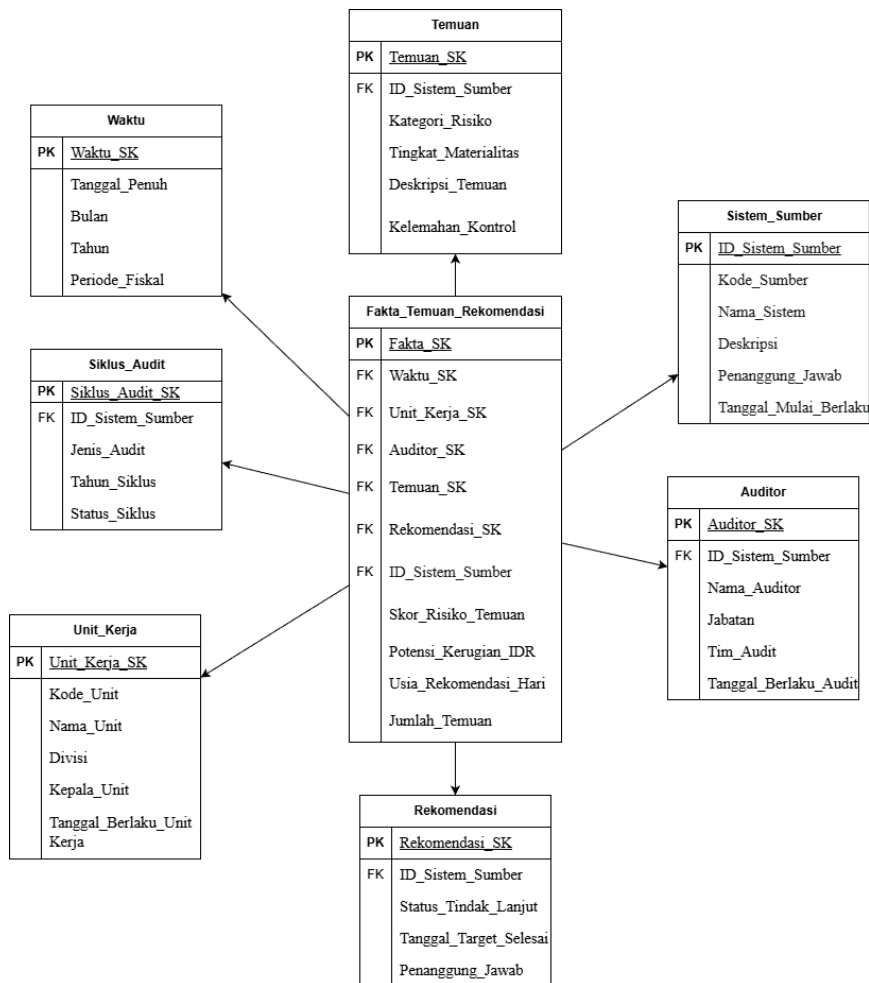 Temuan
PK Temuan_SK
FK ID_Sistem_Sumber
Kategori_Risiko
Tingkat_Materialitas
Deskripsi_Temuan
Kelemahan_Kontrol
Waktu
PK Waktu_SK
Tanggal_Penuh
Bulan
Tahun
Periode_Fiskal
Sistem_Sumber
PK ID_Sistem_Sumber
Kode_Sumber
Nama_Sistem
Deskripsi
Penanggung_Jawab
Tanggal_Mulai_Berlaku
Fakta_Temuan_Rekomendasi
PK Fakta_SK
FK Waktu_SK
FK Unit_Kerja_SK
FK Auditor_SK
FK Temuan_SK
FK Rekomendasi_SK
FK ID_Sistem_Sumber
Skor_Risiko_Temuan
Potensi_Kerugian_IDR
Usia_Rekomendasi_Hari
Jumlah_Temuan
Siklus_Audit
PK Siklus_Audit_SK
FK ID_Sistem_Sumber
Jenis_Audit
Tahun_Siklus
Status_Siklus
Auditor
PK Auditor_SK
FK ID_Sistem_Sumber
Nama_Auditor
Jabatan
Tim_Audit
Tanggal_Berlaku_Audit
Unit_Kerja
PK Unit_Kerja_SK
Kode_Unit
Nama_Unit
Divisi
Kepala_Unit
Tanggal_Berlaku_Unit
Kerja
Rekomendasi
PK Rekomendasi_SK
FK ID_Sistem_Sumber
Status_Tindak_Lanjut
Tanggal_Target_Selesai
Penanggung_Jawab